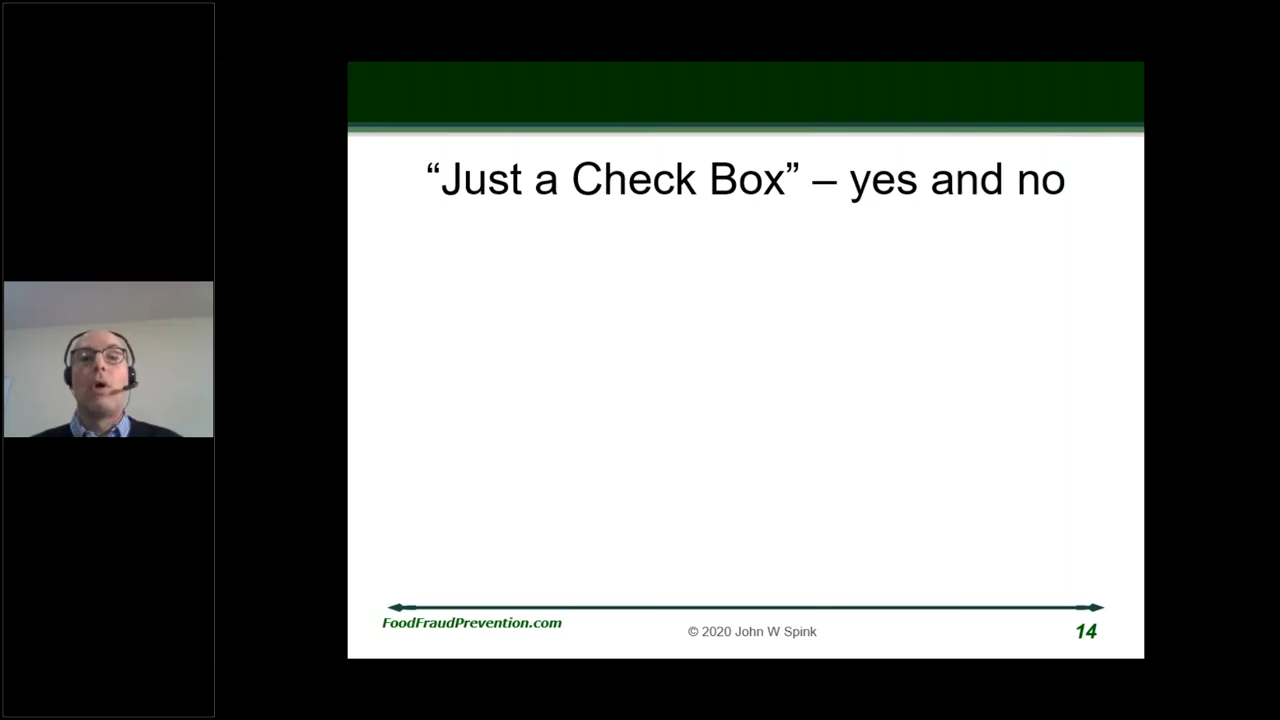 “Just a Check Box” – yes and no
FoodFraudPrevention.com
© 2020 John W Spink
14